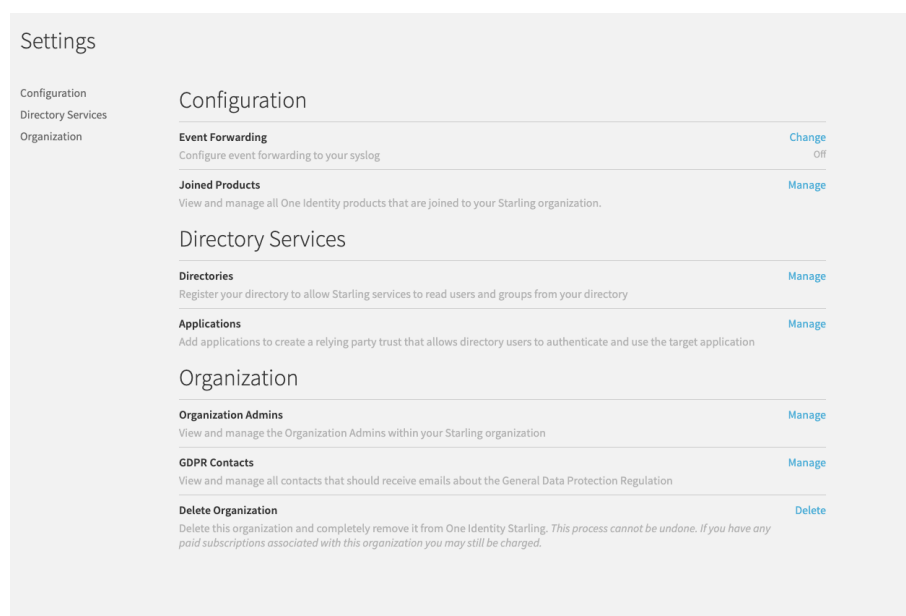 Settings
Configuration
Directory Services
Organization
Configuration
Event Forwarding
Change
Configure event forwarding to your syslog
Off
Joined Products
Manage
View and manage all One Identity products that are joined to your Starling organization.
Directory Services
Directories
Manage
Register your directory to allow Starling services to read users and groups from your directory
Applications
Manage
Add applications to create a relying party trust that allows directory users to authenticate and use the target application
Organization
Organization Admins
Manage
View and manage the Organization Admins within your Starling organization
GDPR Contacts
Manage
View and manage all contacts that should receive emails about the General Data Protection Regulation
Delete Organization
Delete
Delete this organization and completely remove it from One Identity Starling. This process cannot be undone. If you have any
paid subscriptions associated with this organization you may still be charged.